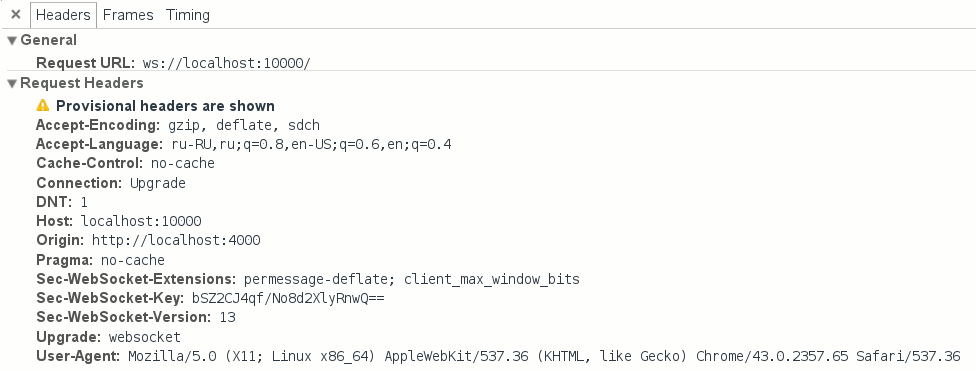 × Headers Frames Timing
▼General
Request URL: ws://localhost:10000/
▼Request Headers
Provisional headers are shown
Accept-Encoding: gzip, deflate, sdch
Accept-Language: ru-RU,ru;q=0.8,en-US;q=0.6,en;q=0.4
Cache-Control: no-cache
Connection: Upgrade
DNT: 1
Host: localhost:10000
Origin: http://localhost:4000
Pragma: no-cache
Sec-WebSocket-Extensions: permessage-deflate; client_max_window_bits
Sec-WebSocket-Key: bSZ2CJ4qf/No8d2XlyRnwQ==
Sec-WebSocket-Version: 13
Upgrade: websocket
User-Agent: Mozilla/5.0 (X11; Linux x86_64) AppleWebKit/537.36 (KHTML, like Gecko) Chrome/43.0.2357.65 Safari/537.36